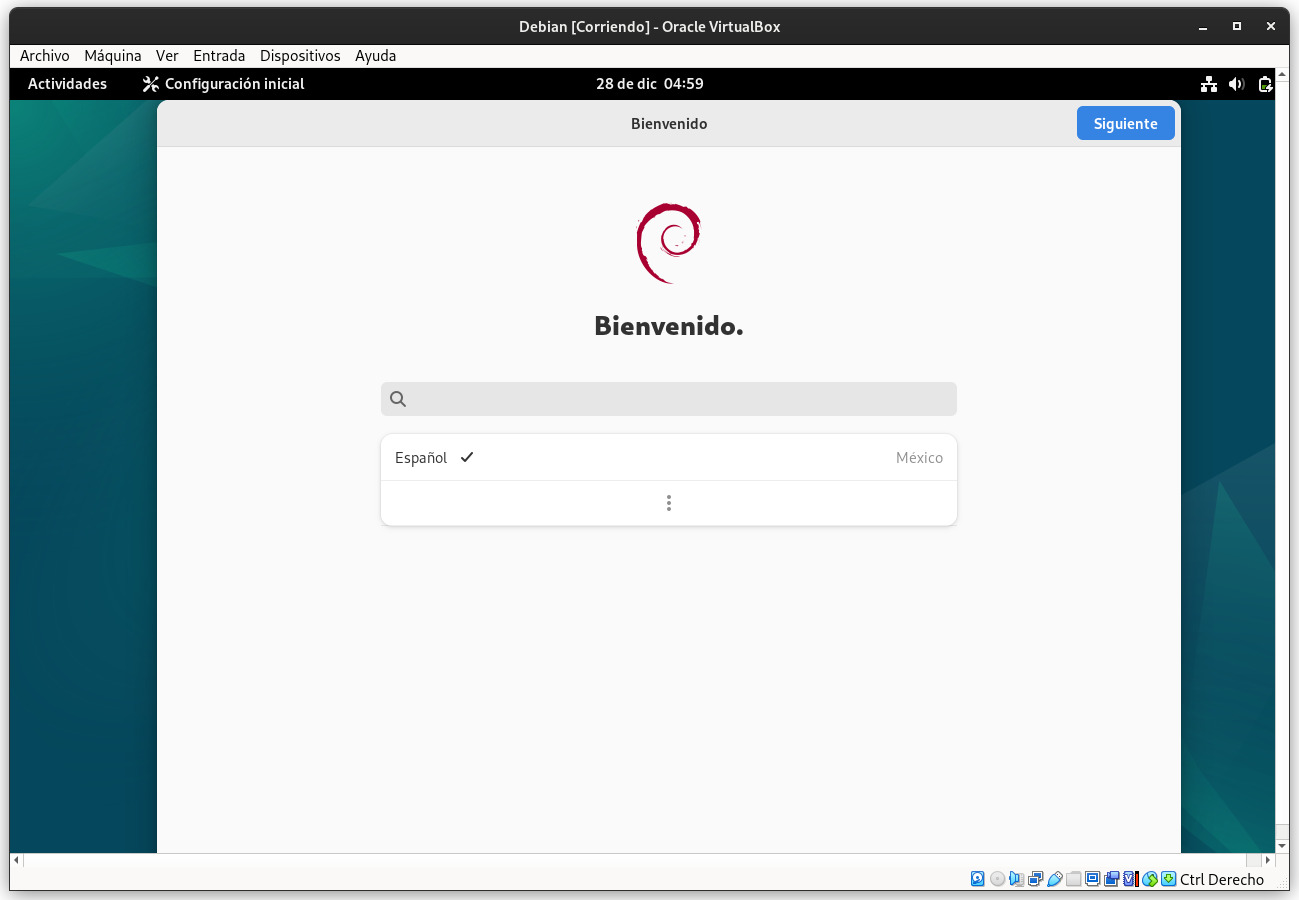 Debian [Corriendo] - Oracle VirtualBox
Archivo Máquina Ver Entrada Dispositivos Ayuda
Actividades Configuración inicial 28 de dic 04:59
Bienvenido Siguiente
Bienvenido.
Español México
Ctrl Derecho